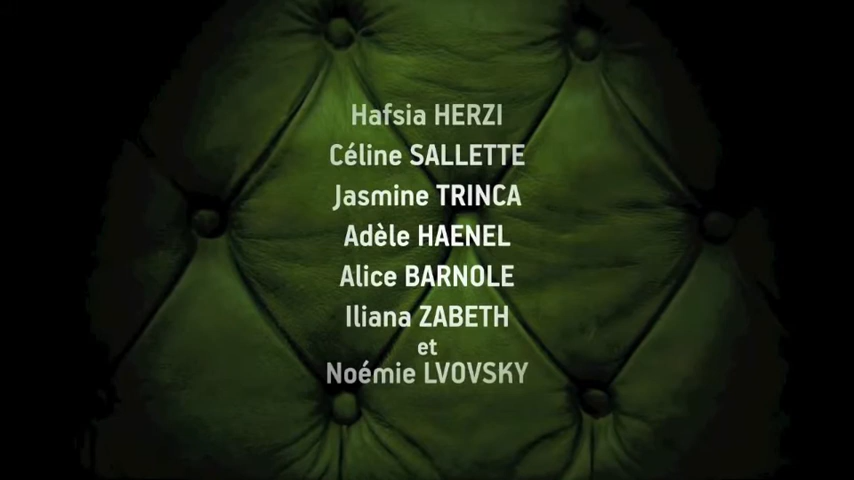 Hafsia HERZI
Céline SALLETTE
Jasmine TRINCA
Adèle HAENEL
Alice BARNOLE
Iliana ZABETH
et
Noémie LVOVSKY